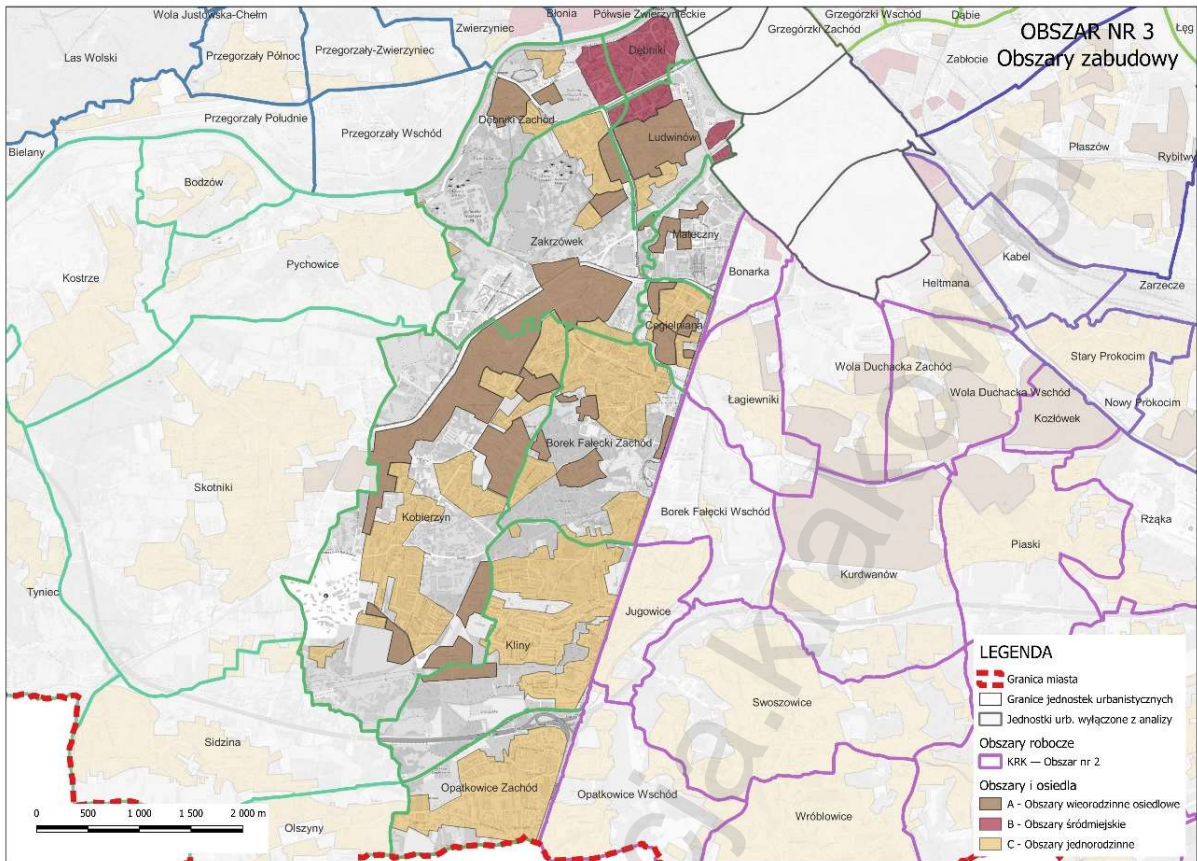 Wola Justowska-Chełm
Błonia
Półwsie Zwierzynieckie
Grzegórzki Wschód
Dąbie
Zwierzyniec
Grzegórzki Zachód
Łęg
OBSZAR NR 3
Obszary zabudowy
Las Wolski
Przegorzały Północ
Przegorzały-Zwierzyniec
Dębniki
Zabłocie
Przegorzały Południe
Przegorzały Wschód
Dębniki Zachód
Ludwinów
Płaszów
Rybitwy
Bielany
Bodzów
Zakrzówek
Mateczny
Kostrze
Pychowice
Bonarka
Kabel
Heltmana
Zarzecze
Cegielniana
Stary Prokocim
Wola Duchacka Zachód
Wola Duchacka Wschód
Nowy Prokocim
Łagiewniki
Kozłówek
Borek Fałęcki Zachód
Skotniki
Kobierzyn
Borek Fałęcki Wschód
Rżąka
Piaski
Kurdwanów
Tyniec
Jugowice
Kliny
Swoszowice
Sidzina
Opatkowice Zachód
Opatkowice Wschód
Wróblowice
Olszyny
0 500 1 000 1 500 2 000 m
LEGENDA
Granica miasta
Granice jednostek urbanistycznych
Jednostki urb. wyłączone z analizy
Obszary robocze
KRK — Obszar nr 2
Obszary i osiedla
A - Obszary wieorodzinne osiedlowe
B - Obszary śródmiejskie
C - Obszary jednorodzinne
cja.krakow.pl